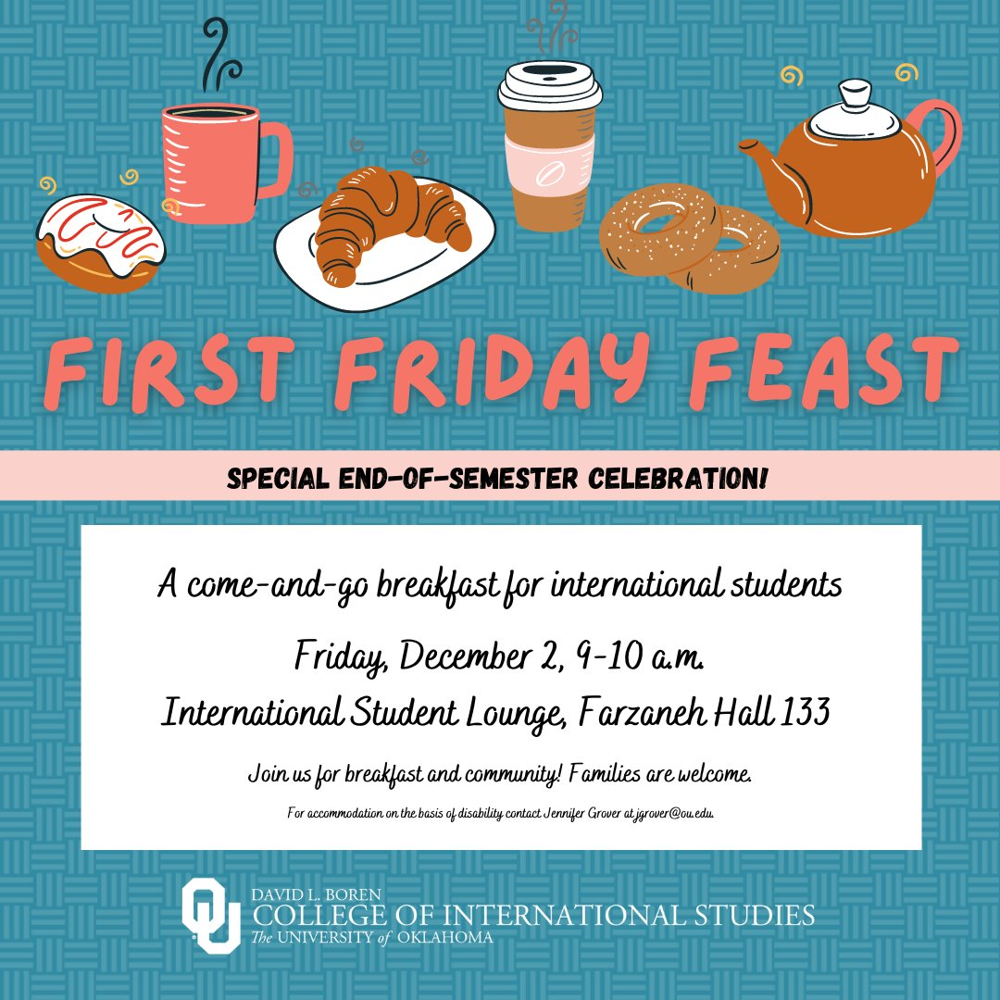 FIRST FRIDAY FEAST
SPECIAL END-OF-SEMESTER CELEBRATION!
A come-and-go breakfast for international students
Friday, December 2, 9-10 a.m.
International Student Lounge, Farzaneh Hall 133
Join us for breakfast and community! Families are welcome.
For accommodation on the basis of disability contact Jennifer Grover at jgrover@ou.edu.
OU
DAVID L. BOREN
COLLEGE OF INTERNATIONAL STUDIES
The UNIVERSITY of OKLAHOMA